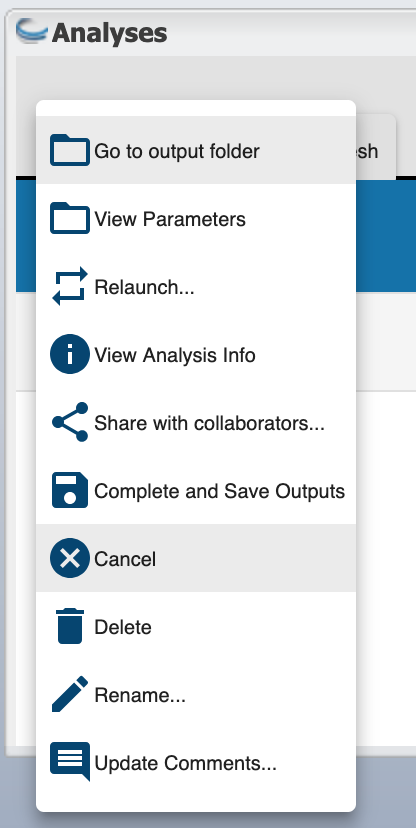 Analyses
esh
Go to output folder
View Parameters
Relaunch...
View Analysis Info
Share with collaborators...
Complete and Save Outputs
Cancel
Delete
Rename...
Update Comments...